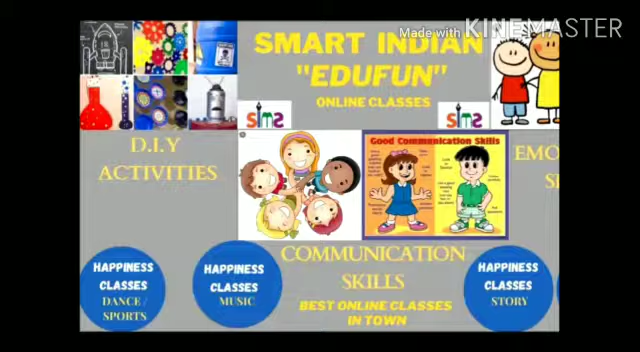 Made with KINEMASTER
SMART INDIAN
"EDUFUN"
ONLINE CLASSES
SIMS
SIMS
D.I.Y
ACTIVITIES
Good Communication Skills
EMO
S
COMMUNICATION
SKILLS
BEST ONLINE CLASSES
IN TOWN
HAPPINESS
CLASSES
DANCE /
SPORTS
HAPPINESS
CLASSES
MUSIC
HAPPINESS
CLASSES
STORY